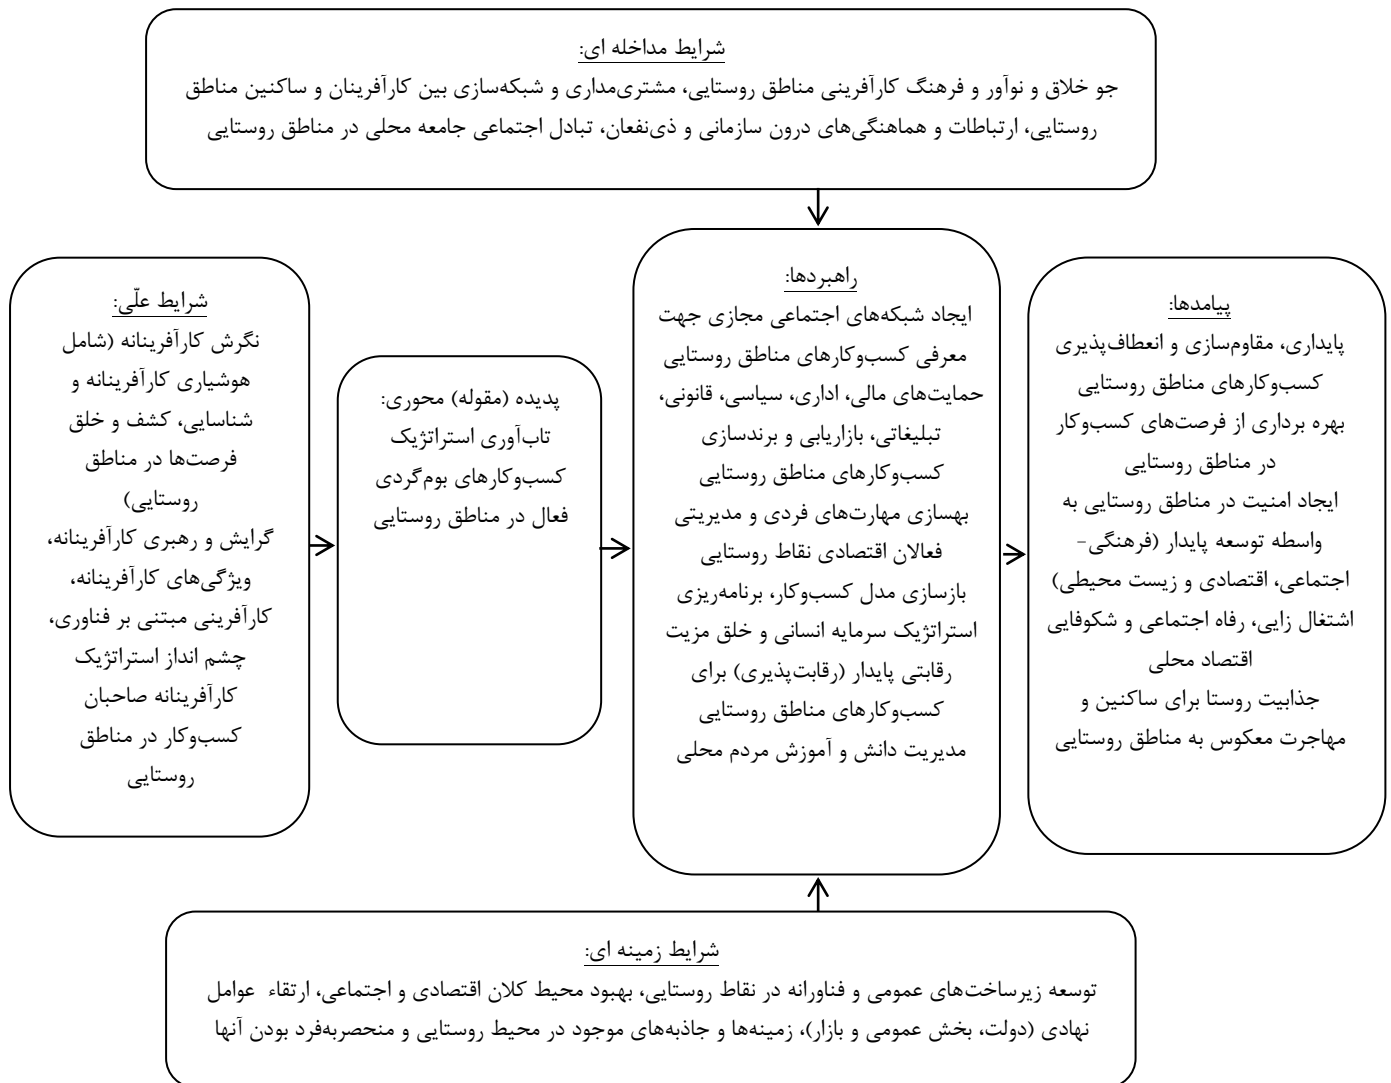 شرایط مداخله ای:
جو خلاق و نوآور و فرهنگ کارآفرینی مناطق روستایی، مشتری‌مداری و شبکه‌سازی بین کارآفرینان و ساکنین مناطق
روستایی، ارتباطات و هماهنگی‌های درون سازمانی و ذی‌نفعان، تبادل اجتماعی جامعه محلی در مناطق روستایی
شرایط علّی:
نگرش کارآفرینانه (شامل
هوشیاری کارآفرینانه و
شناسایی، کشف و خلق
فرصت‌ها در مناطق
روستایی)
گرایش و رهبری کارآفرینانه،
ویژگی‌های کارآفرینانه،
کارآفرینی مبتنی بر فناوری،
چشم انداز استراتژیک
کارآفرینانه صاحبان
کسب‌وکار در مناطق
روستایی
پدیده (مقوله) محوری:
تاب‌آوری استراتژیک
کسب‌وکارهای بوم‌گردی
فعال در مناطق روستایی
راهبردها:
ایجاد شبکه‌های اجتماعی مجازی جهت
معرفی کسب‌وکارهای مناطق روستایی
حمایت‌های مالی، اداری، سیاسی، قانونی،
تبلیغاتی، بازاریابی و برندسازی
کسب‌وکارهای مناطق روستایی
بهسازی مهارت‌های فردی و مدیریتی
فعالان اقتصادی نقاط روستایی
بازسازی مدل کسب‌وکار، برنامه‌ریزی
استراتژیک سرمایه انسانی و خلق مزیت
رقابتی پایدار (رقابت‌پذیری) برای
کسب‌وکارهای مناطق روستایی
مدیریت دانش و آموزش مردم محلی
پیامدها:
پایداری، مقاوم‌سازی و انعطاف‌پذیری
کسب‌وکارهای مناطق روستایی
بهره برداری از فرصت‌های کسب‌وکار
در مناطق روستایی
ایجاد امنیت در مناطق روستایی به
واسطه توسعه پایدار (فرهنگی-
اجتماعی، اقتصادی و زیست محیطی)
اشتغال زایی، رفاه اجتماعی و شکوفایی
اقتصاد محلی
جذابیت روستا برای ساکنین و
مهاجرت معکوس به مناطق روستایی
شرایط زمینه ای:
توسعه زیرساخت‌های عمومی و فناورانه در نقاط روستایی، بهبود محیط کلان اقتصادی و اجتماعی، ارتقاء عوامل
نهادی (دولت، بخش عمومی و بازار)، زمینه‌ها و جاذبه‌های موجود در محیط روستایی و منحصربه‌فرد بودن آنها